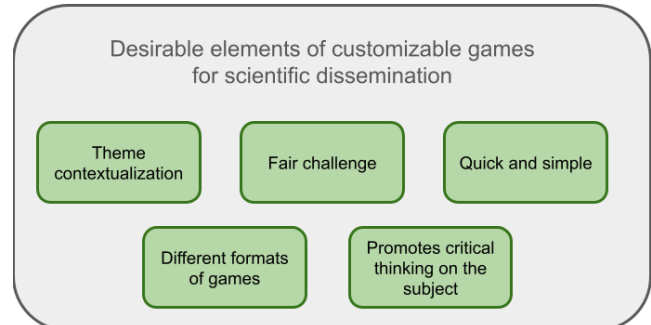 Desirable elements of customizable games
for scientific dissemination
Theme
contextualization
Fair challenge
Quick and simple
Different formats
of games
Promotes critical
thinking on the
subject